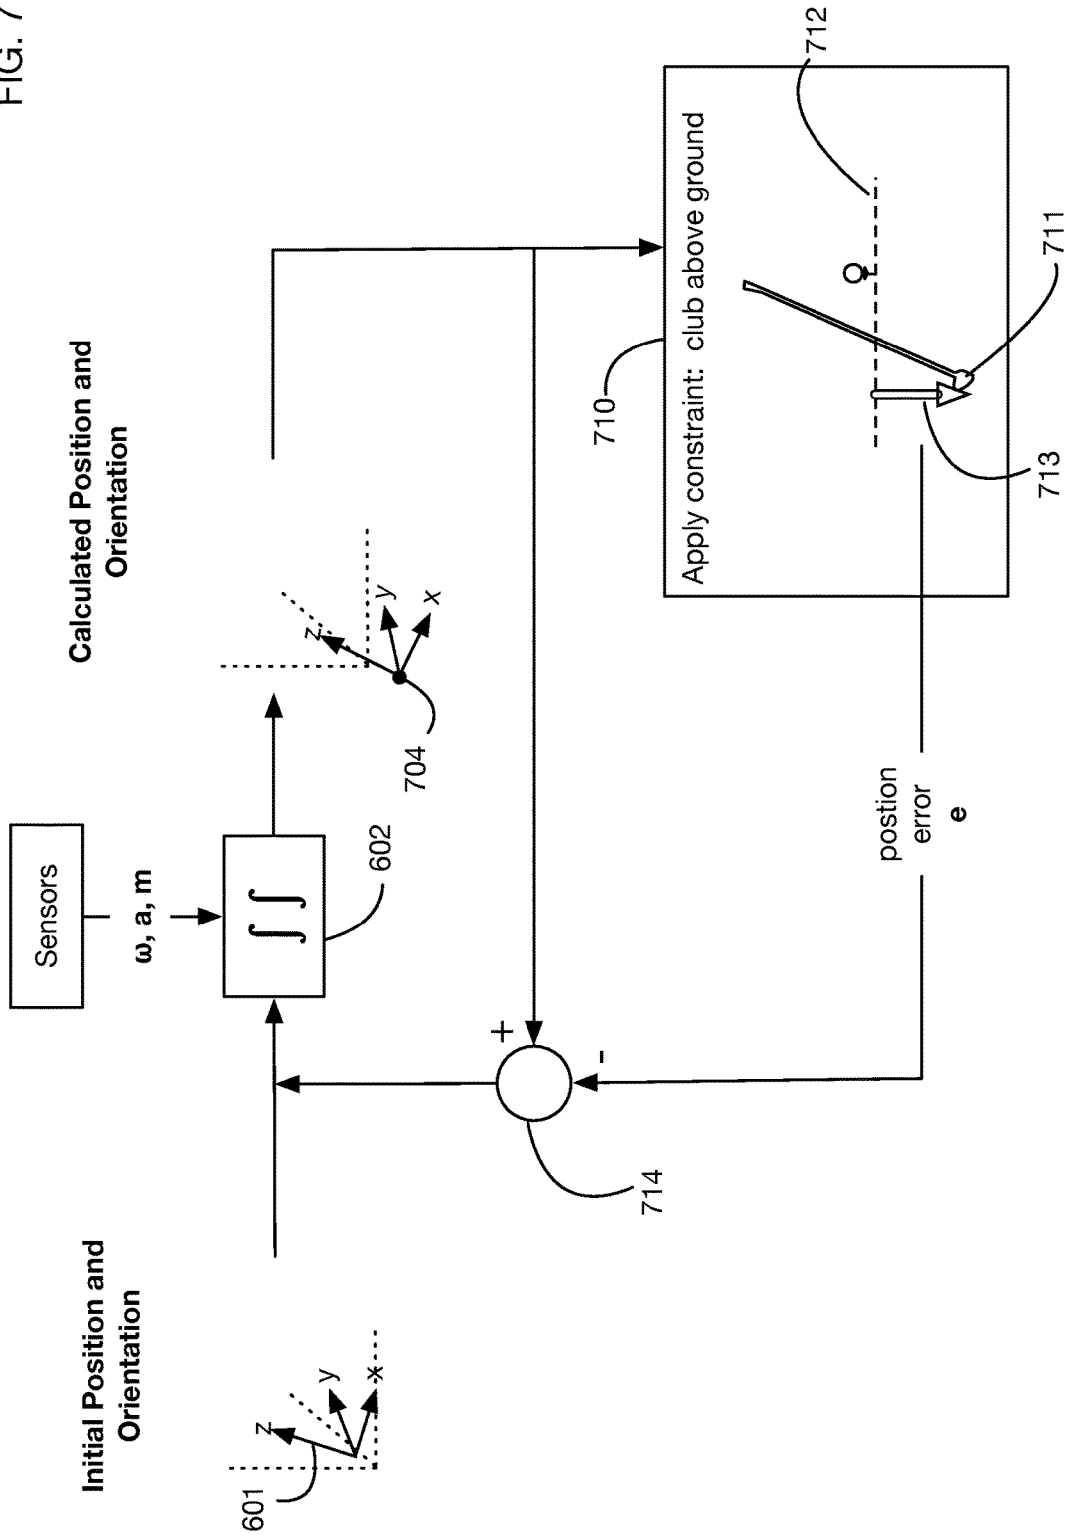 FIG. 7
Sensors
ω, a, m
Initial Position and
Orientation
Calculated Position and
Orientation
601
z
y
x
∫∫
602
z
y
x
704
714
+
-
postion
error
e
710
Apply constraint: club above ground
712
711
713